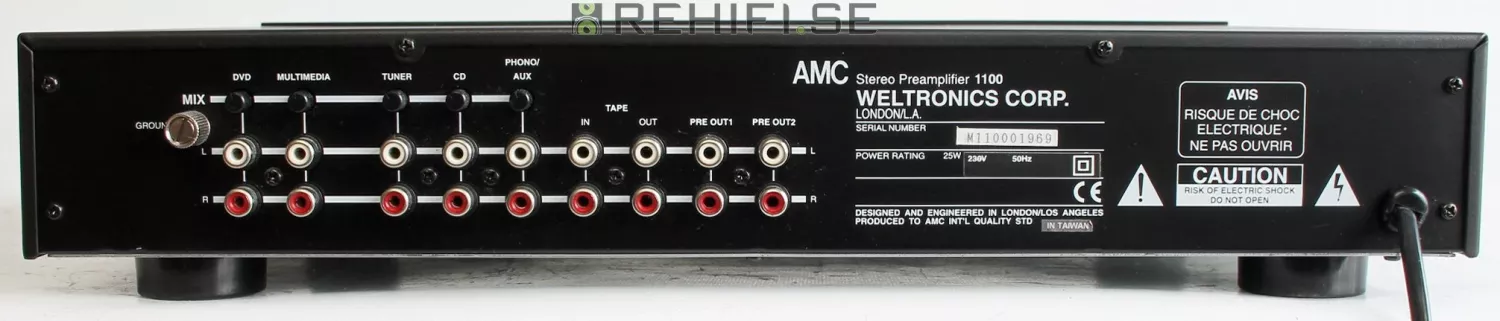 REHIFI.SE
PHONO/
AUX
DVD MULTIMEDIA TUNER CD
MIX
GROUN
TAPE
IN OUT PRE OUT1 PRE OUT2
L L
R R
AMC Stereo Preamplifier 1100
WELTRONICS CORP.
LONDON/L.A.
SERIAL NUMBER M110001969
POWER RATING 25W 230V 50Hz
CE
DESIGNED AND ENGINEERED IN LONDON/LOS ANGELES
PRODUCED TO AMC INT'L QUALITY STD IN TAIWAN
AVIS
RISQUE DE CHOC
ELECTRIQUE•
NE PAS OUVRIR
CAUTION
RISK OF ELECTRIC SHOCK
DO NOT OPEN